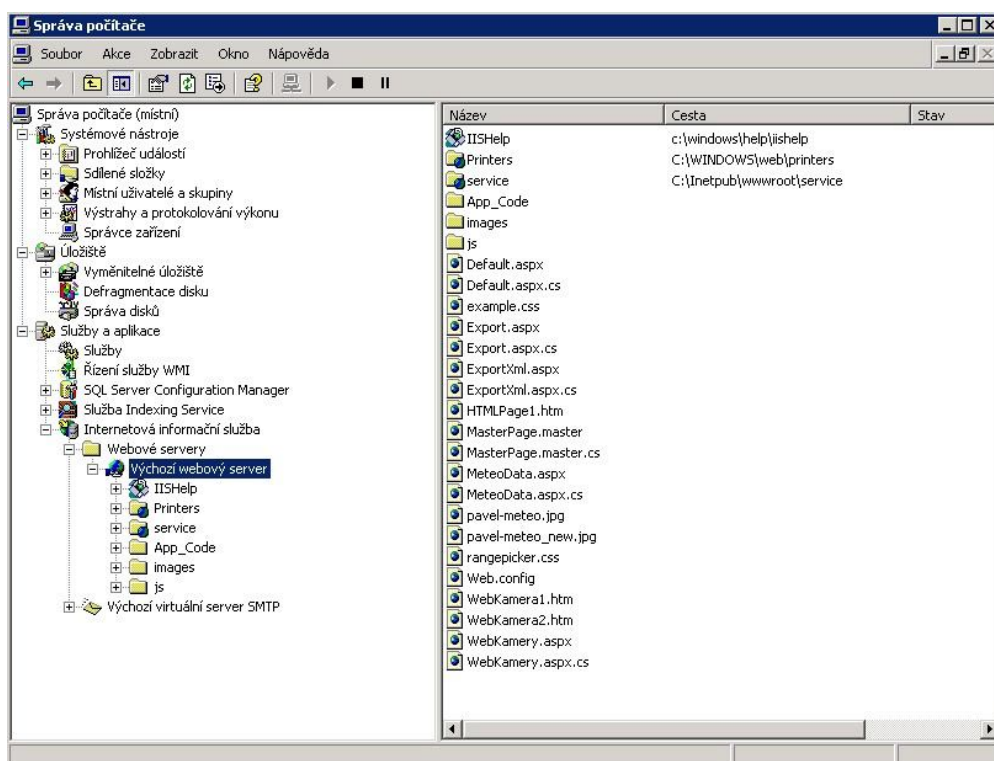 Správa počítače
Soubor Akce Zobrazit Okno Nápověda
Správa počítače (místní)
Systémové nástroje
Prohlížeč událostí
Sdílené složky
Místní uživatelé a skupiny
Výstrahy a protokolování výkonu
Správce zařízení
Úložiště
Vyměnitelné úložiště
Defragmentace disku
Správa disků
Služby a aplikace
Služby
Řízení služby WMI
SQL Server Configuration Manager
Služba Indexing Service
Internetová informační služba
Webové servery
Výchozí webový server
IISHelp
Printers
service
App_Code
images
js
Výchozí virtuální server SMTP
Název Cesta Stav
IISHelp c:\windows\help\iishelp
Printers C:\WINDOWS\web\printers
service C:\Inetpub\wwwroot\service
App_Code
images
js
Default.aspx
Default.aspx.cs
example.css
Export.aspx
Export.aspx.cs
ExportXml.aspx
ExportXml.aspx.cs
HTMLPage1.htm
MasterPage.master
MasterPage.master.cs
MeteoData.aspx
MeteoData.aspx.cs
pavel-meteo.jpg
pavel-meteo_new.jpg
rangepicker.css
Web.config
WebKamera1.htm
WebKamera2.htm
WebKamery.aspx
WebKamery.aspx.cs